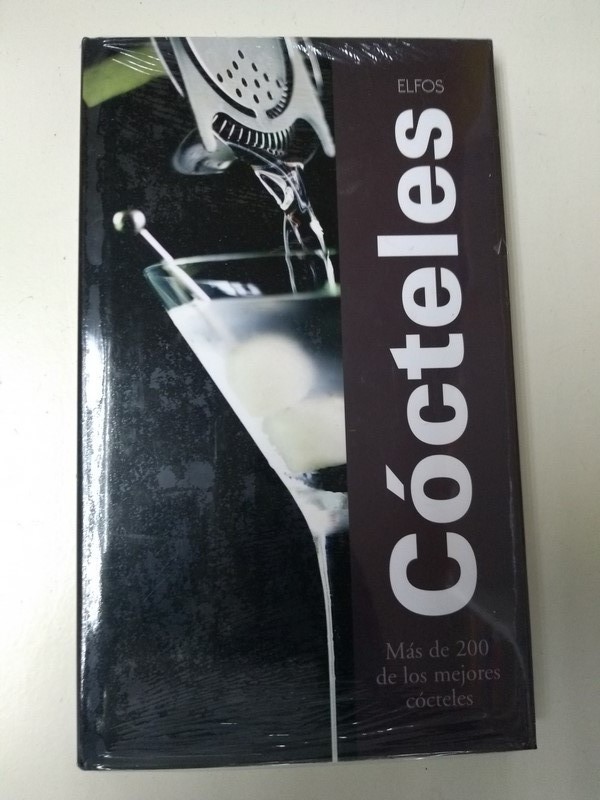 ELFOS
Cócteles
Más de 200
de los mejores
cócteles